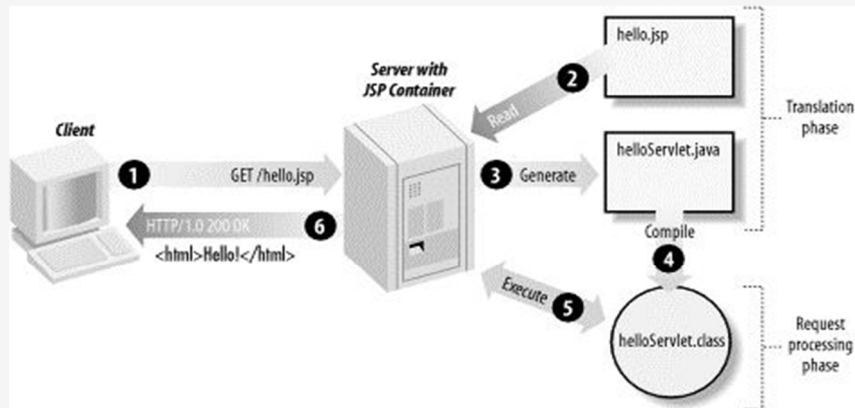 Client
1
GET /hello.jsp
6
HTTP/1.0 200 OK
<html>Hello!</html>
Server with
JSP Container
2
Read
hello.jsp
3
Generate
helloServlet.java
Compile
4
Execute
5
helloServlet.class
Translation
phase
Request
processing
phase